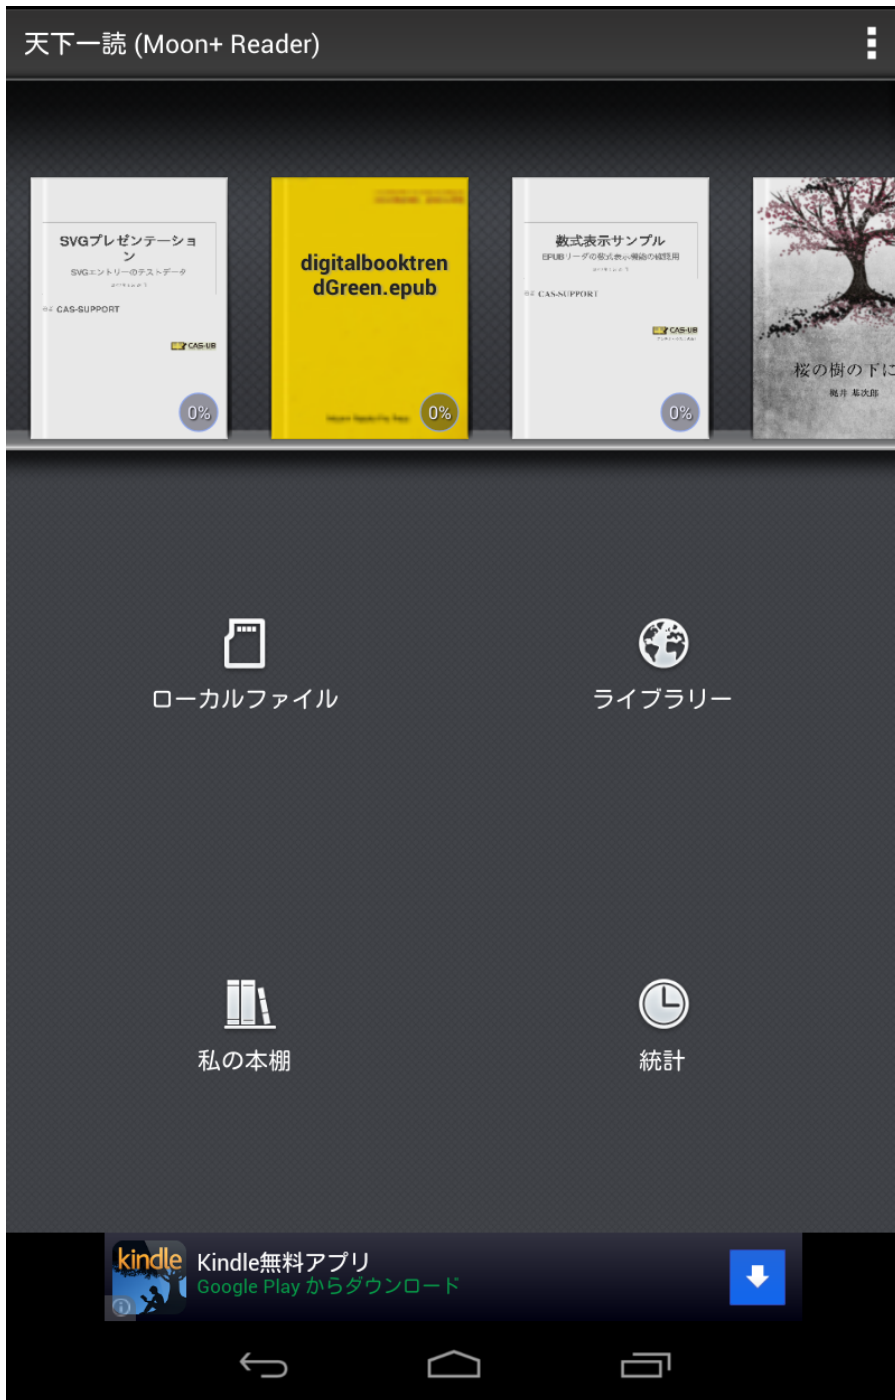 天下一読 (Moon+ Reader)
SVGプレゼンテーショ
ン
SVGエントリーのテストデータ
CAS-SUPPORT
CAS-UB
0%
digitalbooktren
dGreen.epub
0%
数式表示サンプル
EPUBリーダの数式表示機能の確認用
CAS-SUPPORT
CAS-UB
0%
桜の樹の下に
梶井 基次郎
ローカルファイル
ライブラリー
私の本棚
統計
kindle
Kindle無料アプリ
Google Play からダウンロード